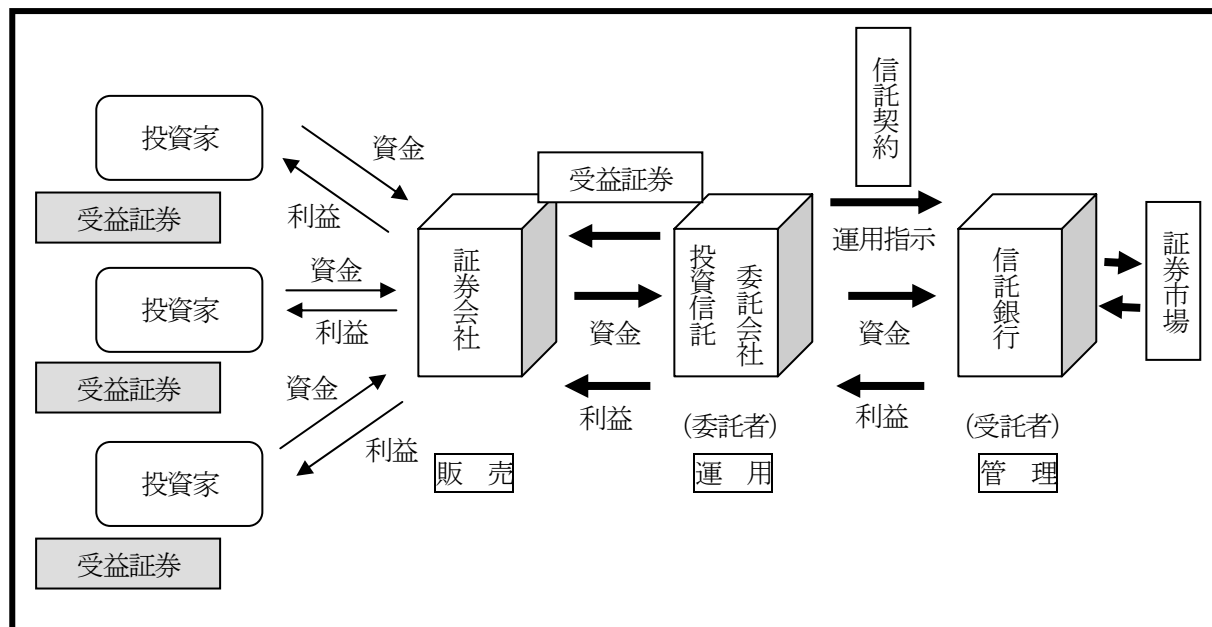 投資家
資金
利益
受益証券
投資家
資金
利益
受益証券
投資家
資金
利益
受益証券
証券会社
販 売
受益証券
資金
利益
投資信託
委託会社
(委託者)
運 用
信託契約
運用指示
資金
利益
信託銀行
(受託者)
管 理
証券市場